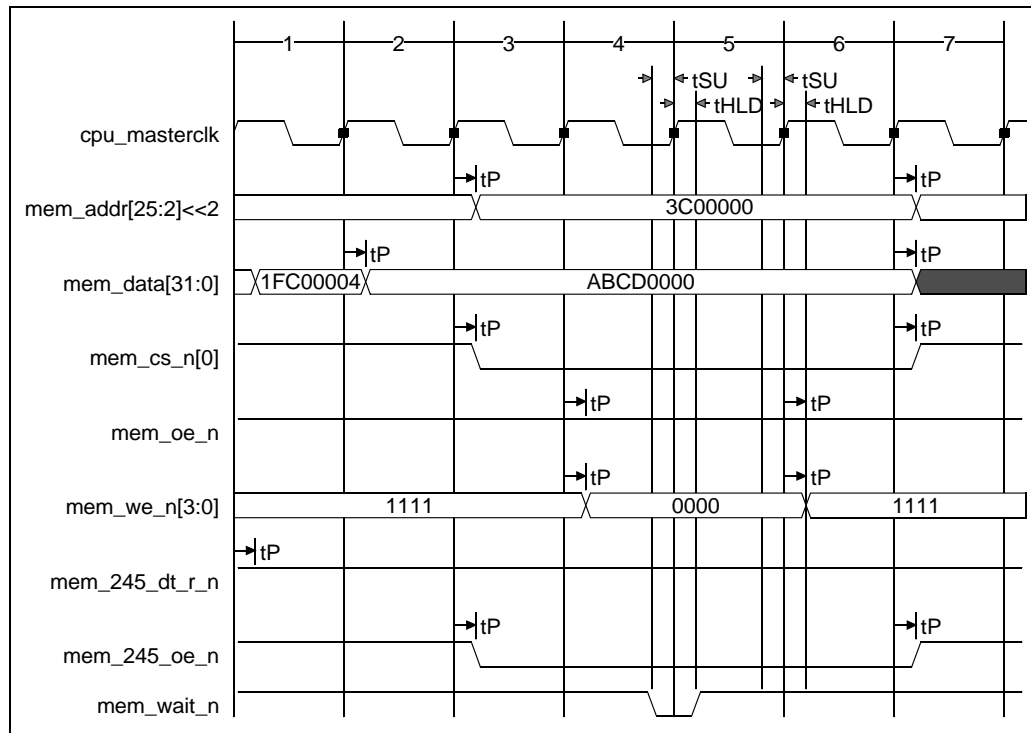 1 2 3 4 5 6 7
tSU tSU
tHLD tHLD
cpu_masterclk
tP tP
mem_addr[25:2]<<2 3C00000
tP tP
mem_data[31:0] 1FC00004 ABCD0000
tP tP
mem_cs_n[0]
tP tP
mem_oe_n
tP tP
mem_we_n[3:0] 1111 0000 1111
tP
mem_245_dt_r_n
tP tP
mem_245_oe_n
mem_wait_n